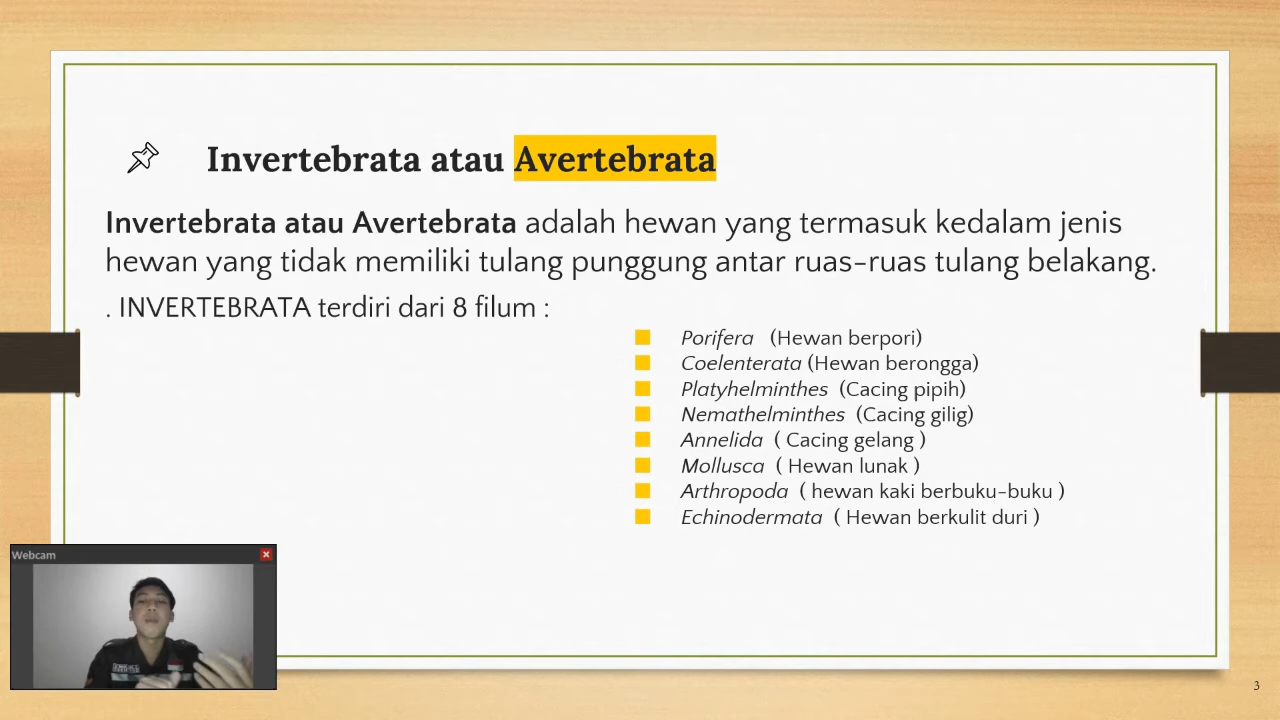 Invertebrata atau Avertebrata
Invertebrata atau Avertebrata adalah hewan yang termasuk kedalam jenis
hewan yang tidak memiliki tulang punggung antar ruas-ruas tulang belakang.
. INVERTEBRATA terdiri dari 8 filum :
Porifera (Hewan berpori)
Coelenterata (Hewan berongga)
Platyhelminthes (Cacing pipih)
Nemathelminthes (Cacing gilig)
Annelida ( Cacing gelang )
Mollusca ( Hewan lunak )
Arthropoda ( hewan kaki berbuku-buku )
Echinodermata ( Hewan berkulit duri )
Webcam
3